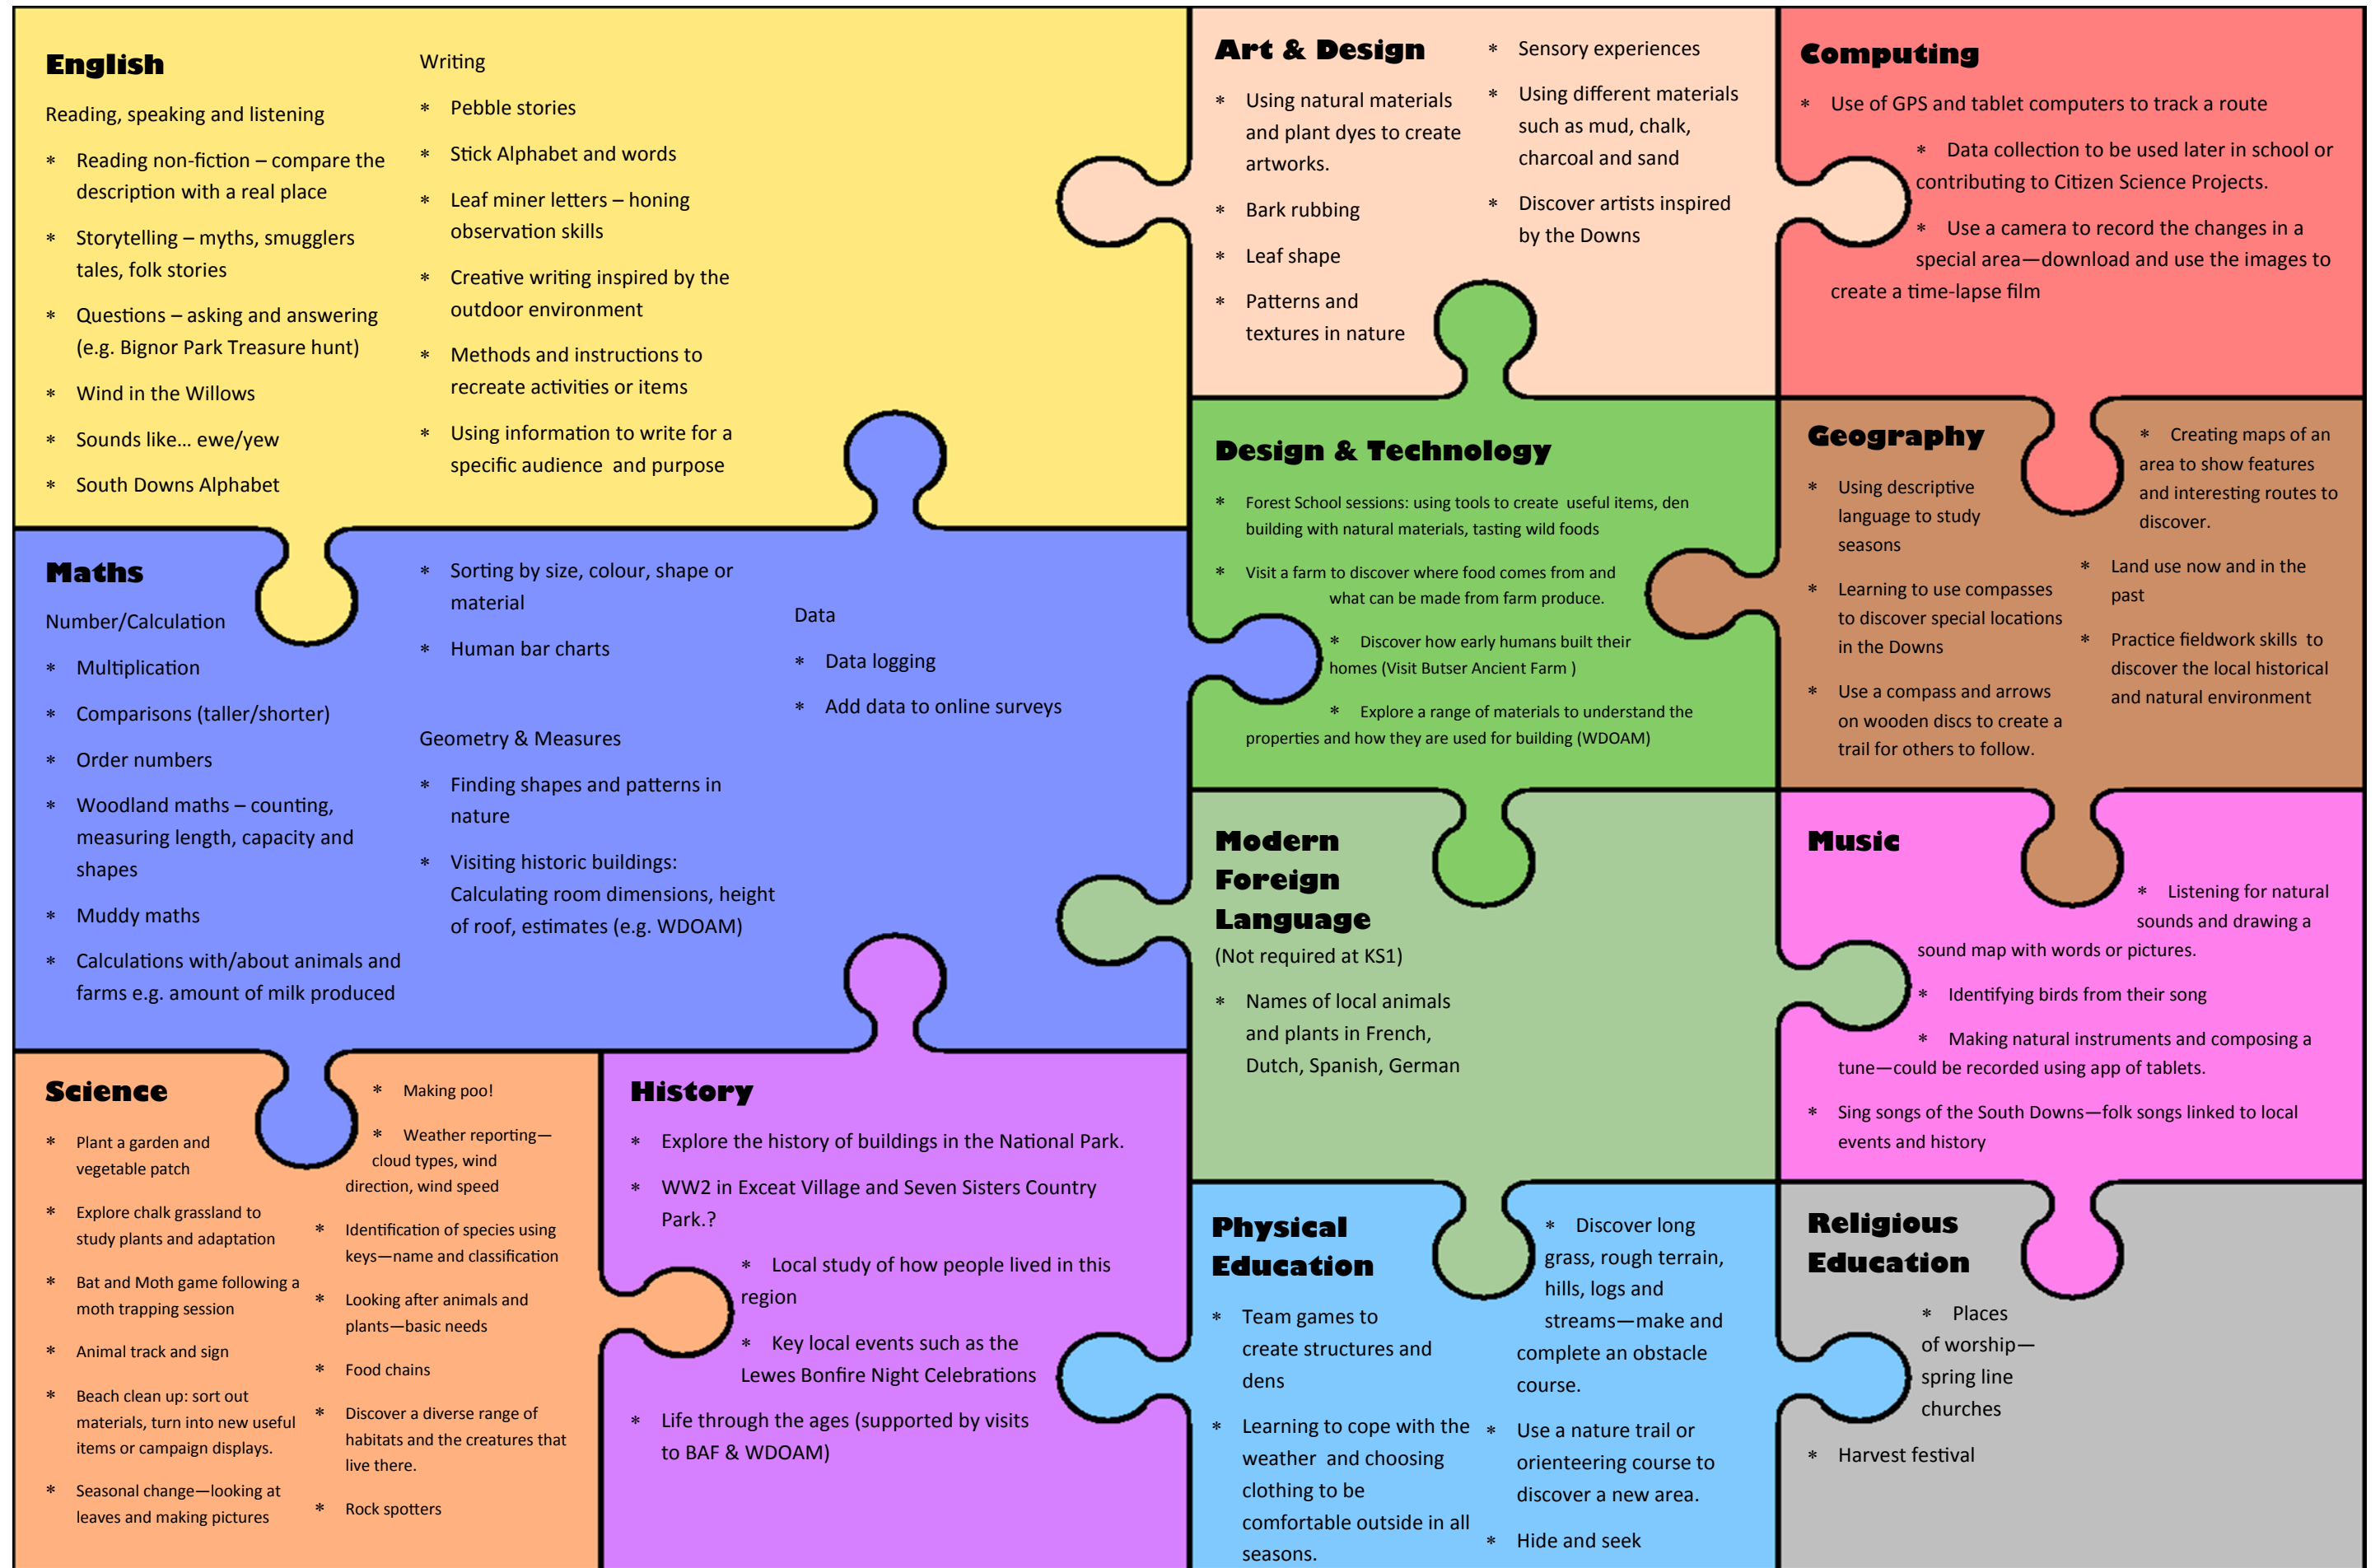 English
Reading, speaking and listening
* Reading non-fiction – compare the
description with a real place
* Storytelling – myths, smugglers
tales, folk stories
* Questions – asking and answering
(e.g. Bignor Park Treasure hunt)
* Wind in the Willows
* Sounds like... ewe/yew
* South Downs Alphabet
Writing
* Pebble stories
* Stick Alphabet and words
* Leaf miner letters – honing
observation skills
* Creative writing inspired by the
outdoor environment
* Methods and instructions to
recreate activities or items
* Using information to write for a
specific audience and purpose
Art & Design
* Using natural materials
and plant dyes to create
artworks.
* Bark rubbing
* Leaf shape
* Patterns and
textures in nature
* Sensory experiences
* Using different materials
such as mud, chalk,
charcoal and sand
* Discover artists inspired
by the Downs
Computing
* Use of GPS and tablet computers to track a route
* Data collection to be used later in school or
contributing to Citizen Science Projects.
* Use a camera to record the changes in a
special area—download and use the images to
create a time-lapse film
Maths
Number/Calculation
* Multiplication
* Comparisons (taller/shorter)
* Order numbers
* Woodland maths – counting,
measuring length, capacity and
shapes
* Muddy maths
* Calculations with/about animals and
farms e.g. amount of milk produced
* Sorting by size, colour, shape or
material
* Human bar charts
Geometry & Measures
* Finding shapes and patterns in
nature
* Visiting historic buildings:
Calculating room dimensions, height
of roof, estimates (e.g. WDOAM)
Data
* Data logging
* Add data to online surveys
Design & Technology
* Forest School sessions: using tools to create useful items, den
building with natural materials, tasting wild foods
* Visit a farm to discover where food comes from and
what can be made from farm produce.
* Discover how early humans built their
homes (Visit Butser Ancient Farm )
* Explore a range of materials to understand the
properties and how they are used for building (WDOAM)
Geography
* Using descriptive
language to study
seasons
* Learning to use compasses
to discover special locations
in the Downs
* Use a compass and arrows
on wooden discs to create a
trail for others to follow.
* Creating maps of an
area to show features
and interesting routes to
discover.
* Land use now and in the
past
* Practice fieldwork skills to
discover the local historical
and natural environment
Modern
Foreign
Language
(Not required at KS1)
* Names of local animals
and plants in French,
Dutch, Spanish, German
Music
* Listening for natural
sounds and drawing a
sound map with words or pictures.
* Identifying birds from their song
* Making natural instruments and composing a
tune—could be recorded using app of tablets.
* Sing songs of the South Downs—folk songs linked to local
events and history
Science
* Plant a garden and
vegetable patch
* Explore chalk grassland to
study plants and adaptation
* Bat and Moth game following a
moth trapping session
* Animal track and sign
* Beach clean up: sort out
materials, turn into new useful
items or campaign displays.
* Seasonal change—looking at
leaves and making pictures
* Making poo!
* Weather reporting—
cloud types, wind
direction, wind speed
* Identification of species using
keys—name and classification
* Looking after animals and
plants—basic needs
* Food chains
* Discover a diverse range of
habitats and the creatures that
live there.
* Rock spotters
History
* Explore the history of buildings in the National Park.
* WW2 in Exceat Village and Seven Sisters Country
Park.?
* Local study of how people lived in this
region
* Key local events such as the
Lewes Bonfire Night Celebrations
* Life through the ages (supported by visits
to BAF & WDOAM)
Physical
Education
* Team games to
create structures and
dens
* Learning to cope with the
weather and choosing
clothing to be
comfortable outside in all
seasons.
* Discover long
grass, rough terrain,
hills, logs and
streams—make and
complete an obstacle
course.
* Use a nature trail or
orienteering course to
discover a new area.
* Hide and seek
Religious
Education
* Places
of worship—
spring line
churches
* Harvest festival